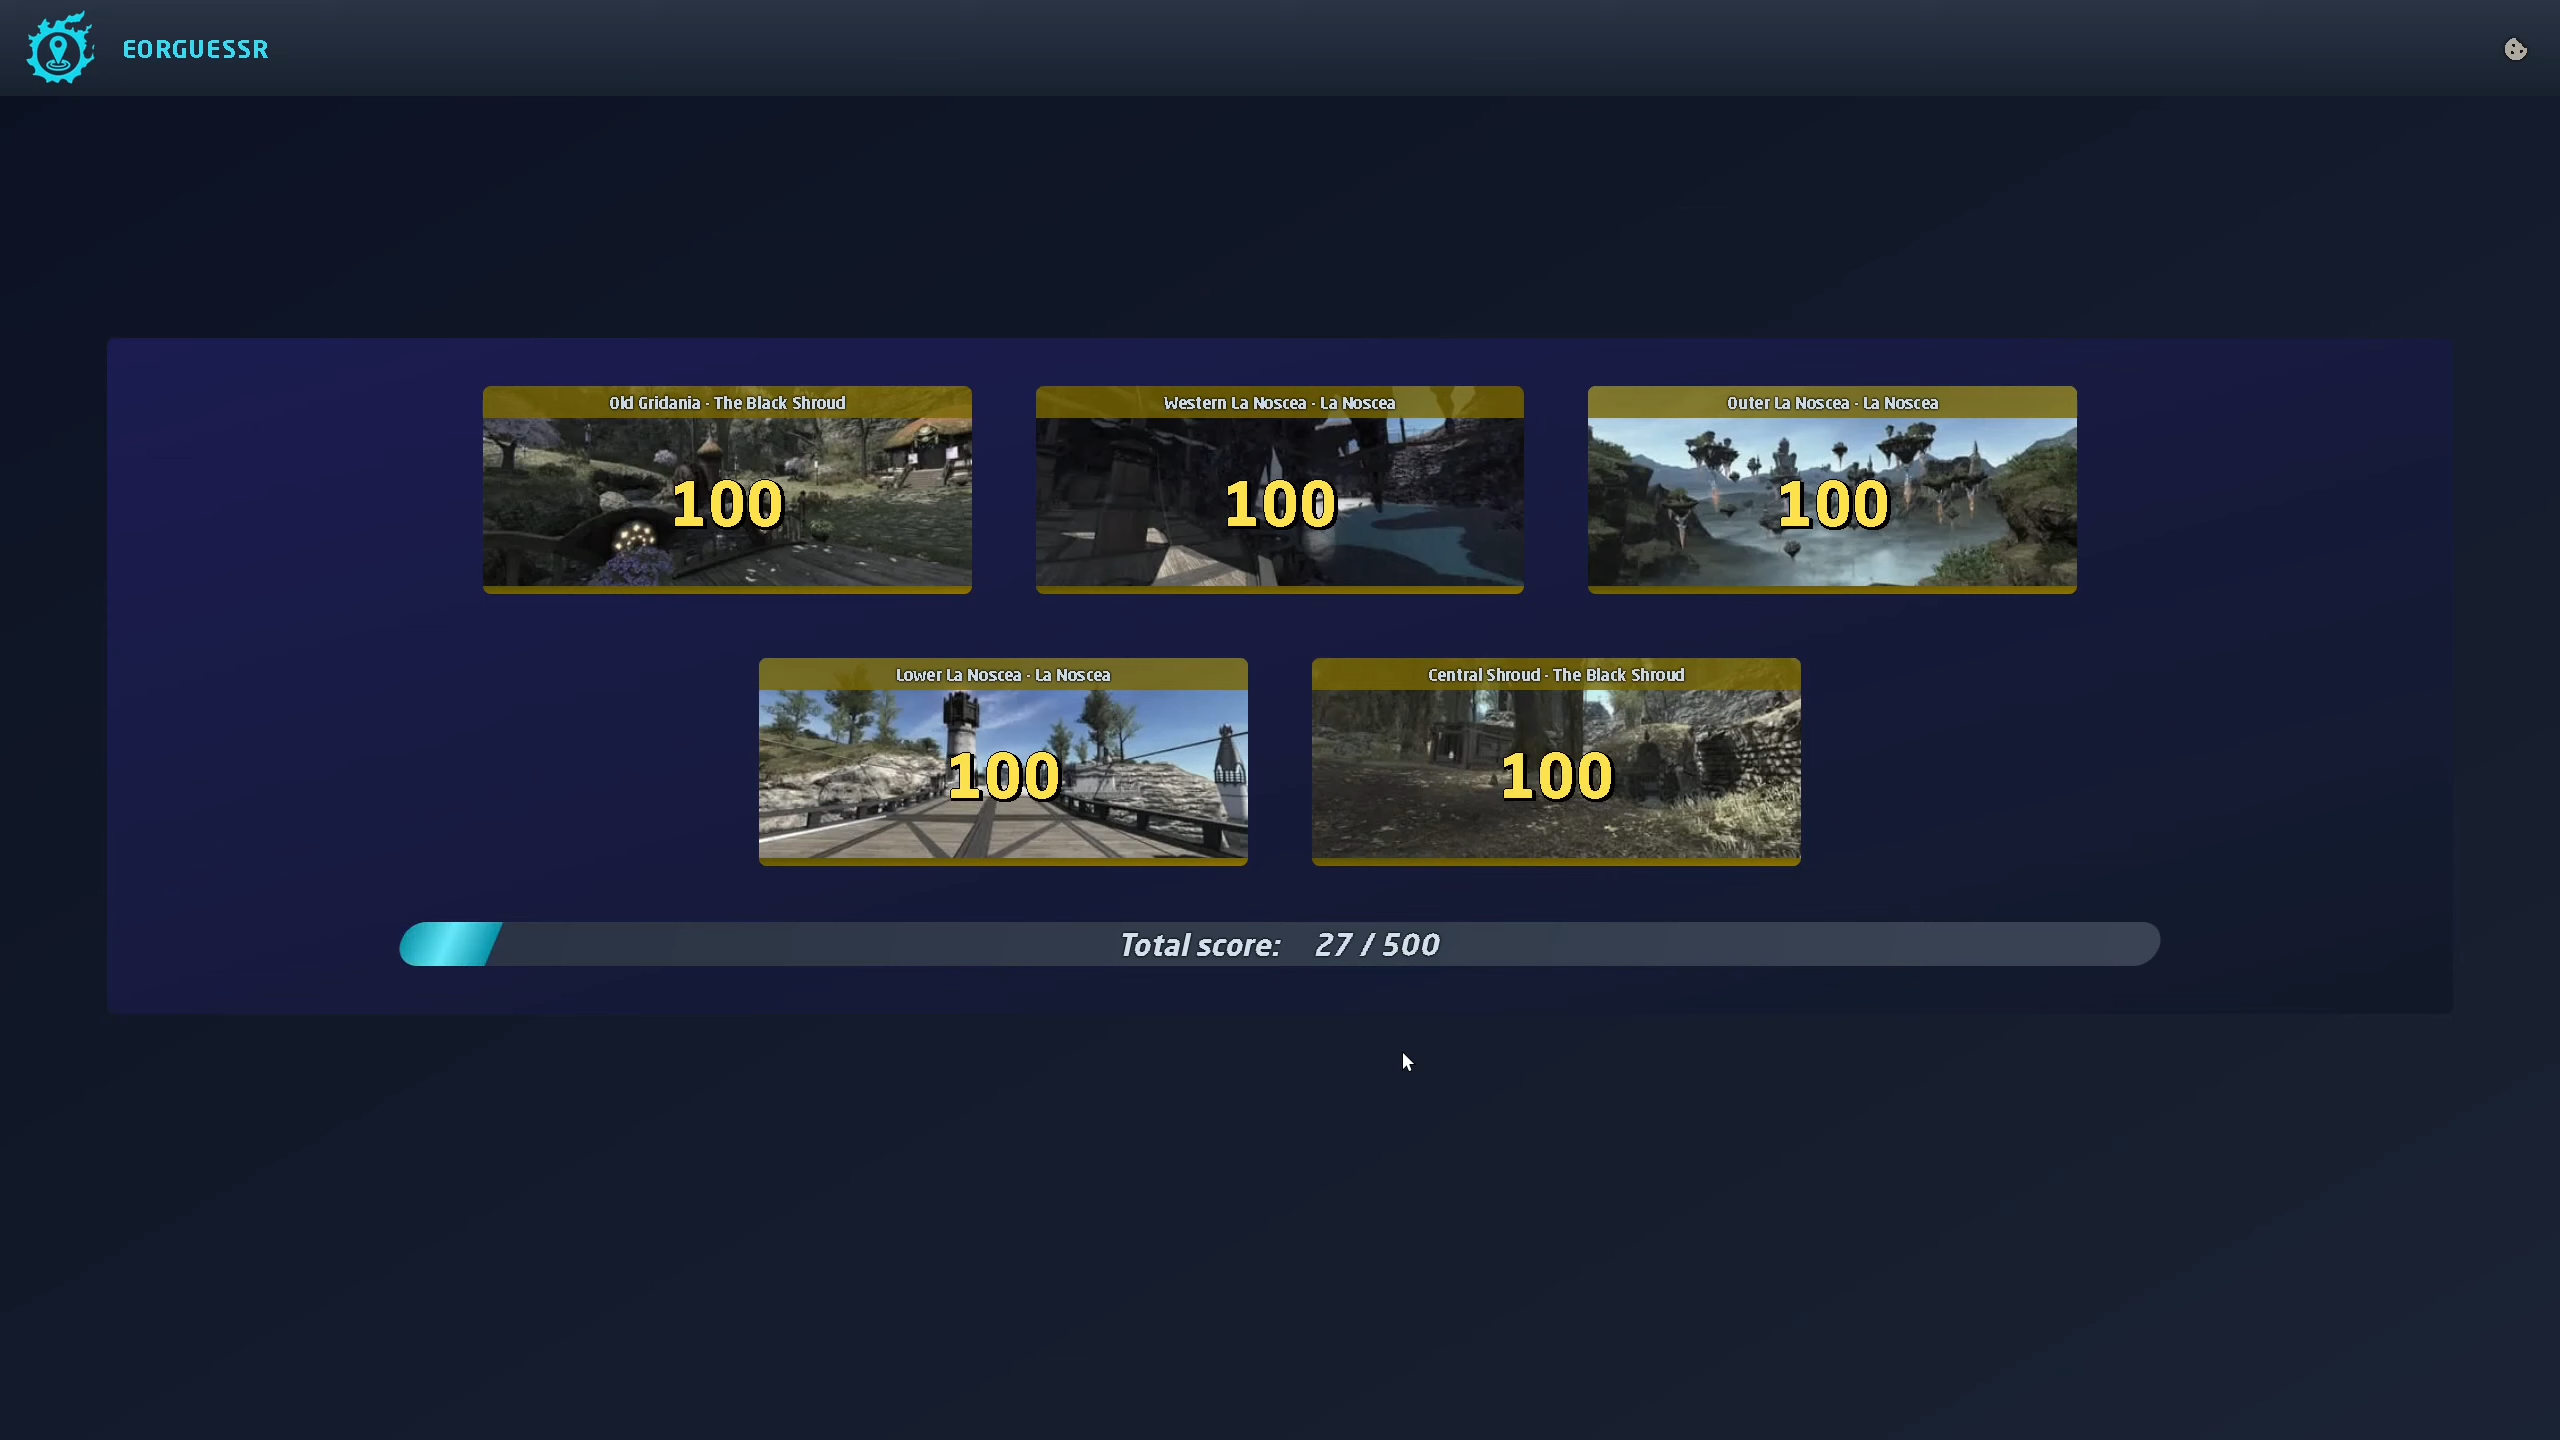 EORGUESSR
Old Gridania - The Black Shroud
100
Western La Noscea - La Noscea
100
Outer La Noscea - La Noscea
100
Lower La Noscea - La Noscea
100
Central Shroud - The Black Shroud
100
Total score: 27 / 500